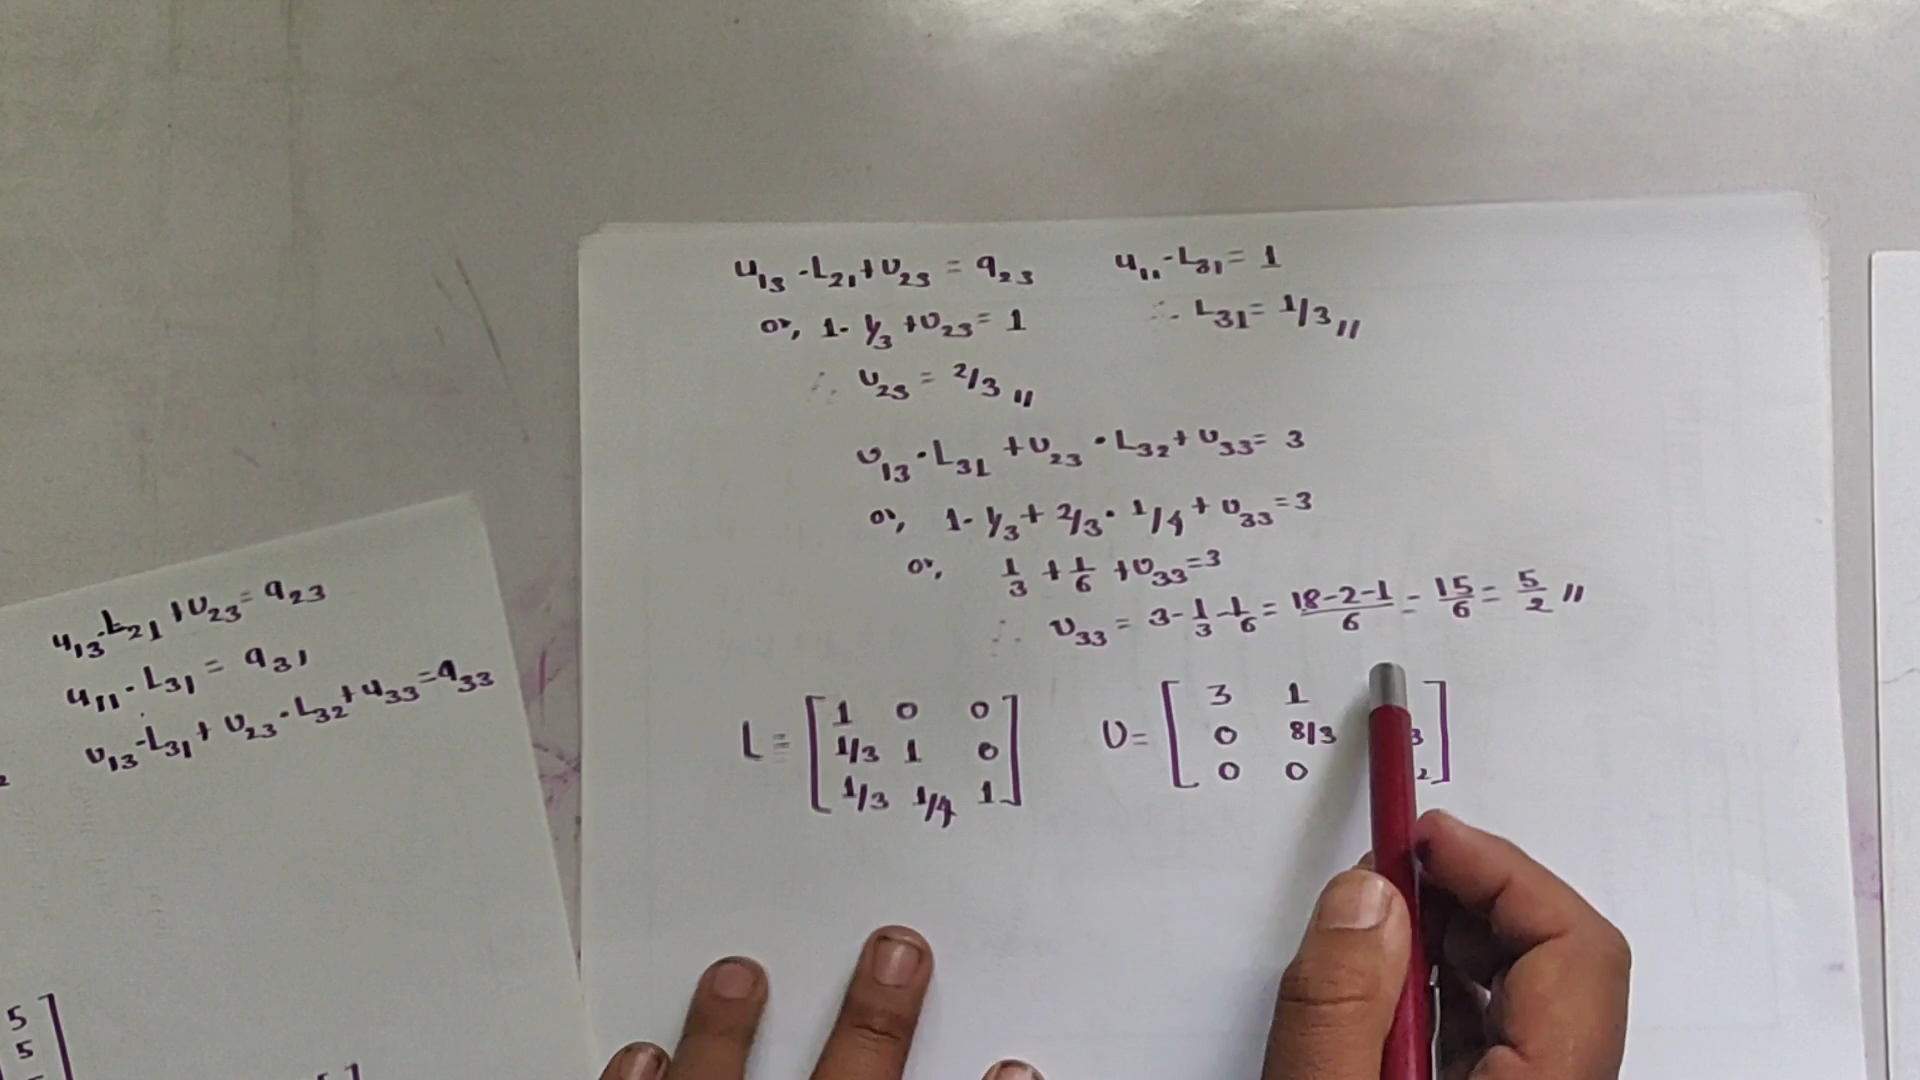 U13 · L21 + U23 = a23
or, 1 · 1/3 + U23 = 1
∴ U23 = 2/3 //
U11 · L31 = 1
∴ L31 = 1/3 //
U13 · L31 + U23 · L32 + U33 = 3
or, 1 · 1/3 + 2/3 · 1/4 + U33 = 3
or, 1/3 + 1/6 + U33 = 3
∴ U33 = 3 - 1/3 - 1/6 = 18-2-1/6 = 15/6 = 5/2 //
L = [ 1 0 0
1/3 1 0
1/3 1/4 1 ]
U = [ 3 1
0 8/3 3
0 0 2 ]
U13 · L21 + U23 = a23
U11 · L31 = a31
U13 · L31 + U23 · L32 + U33 = a33
2
5
5